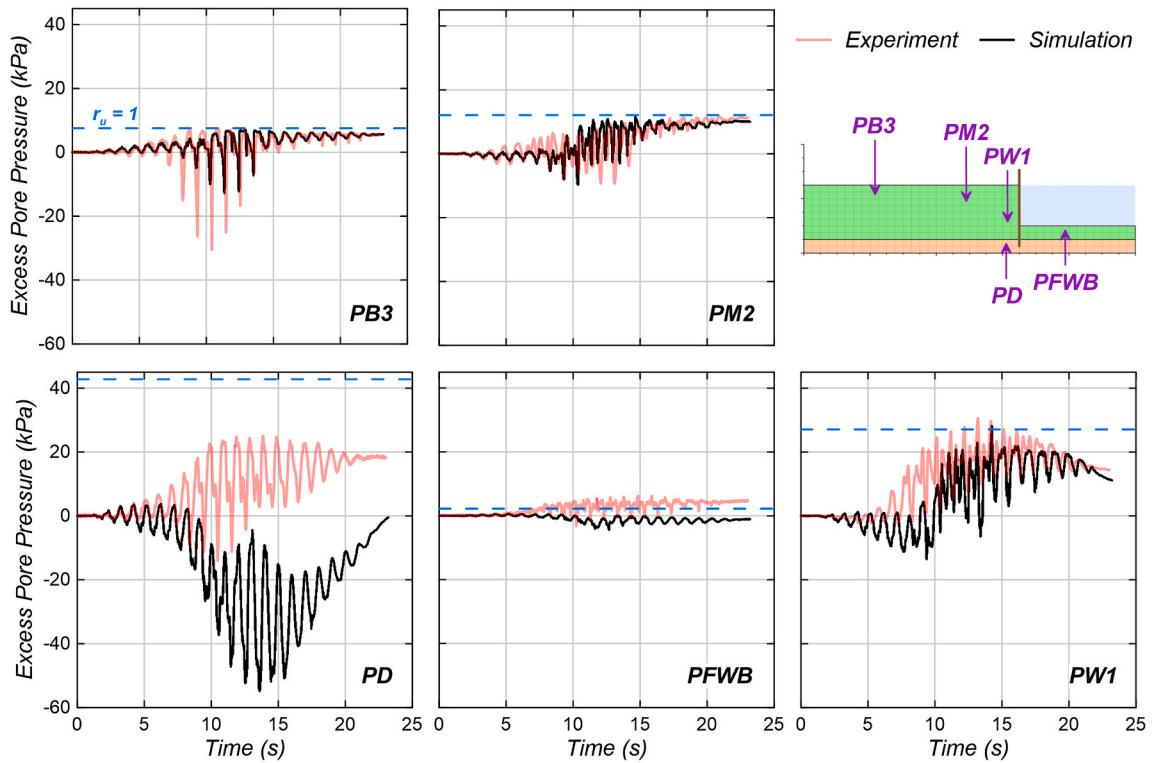 Excess Pore Pressure (kPa)
40
20
0
-20
-40
-60
r_u = 1
PB3
PM2
Experiment
Simulation
PB3
PM2
PW1
PD
PFWB
Excess Pore Pressure (kPa)
40
20
0
-20
-40
-60
PD
PFWB
PW1
0 5 10 15 20 25
0 5 10 15 20 25
0 5 10 15 20 25
Time (s)
Time (s)
Time (s)